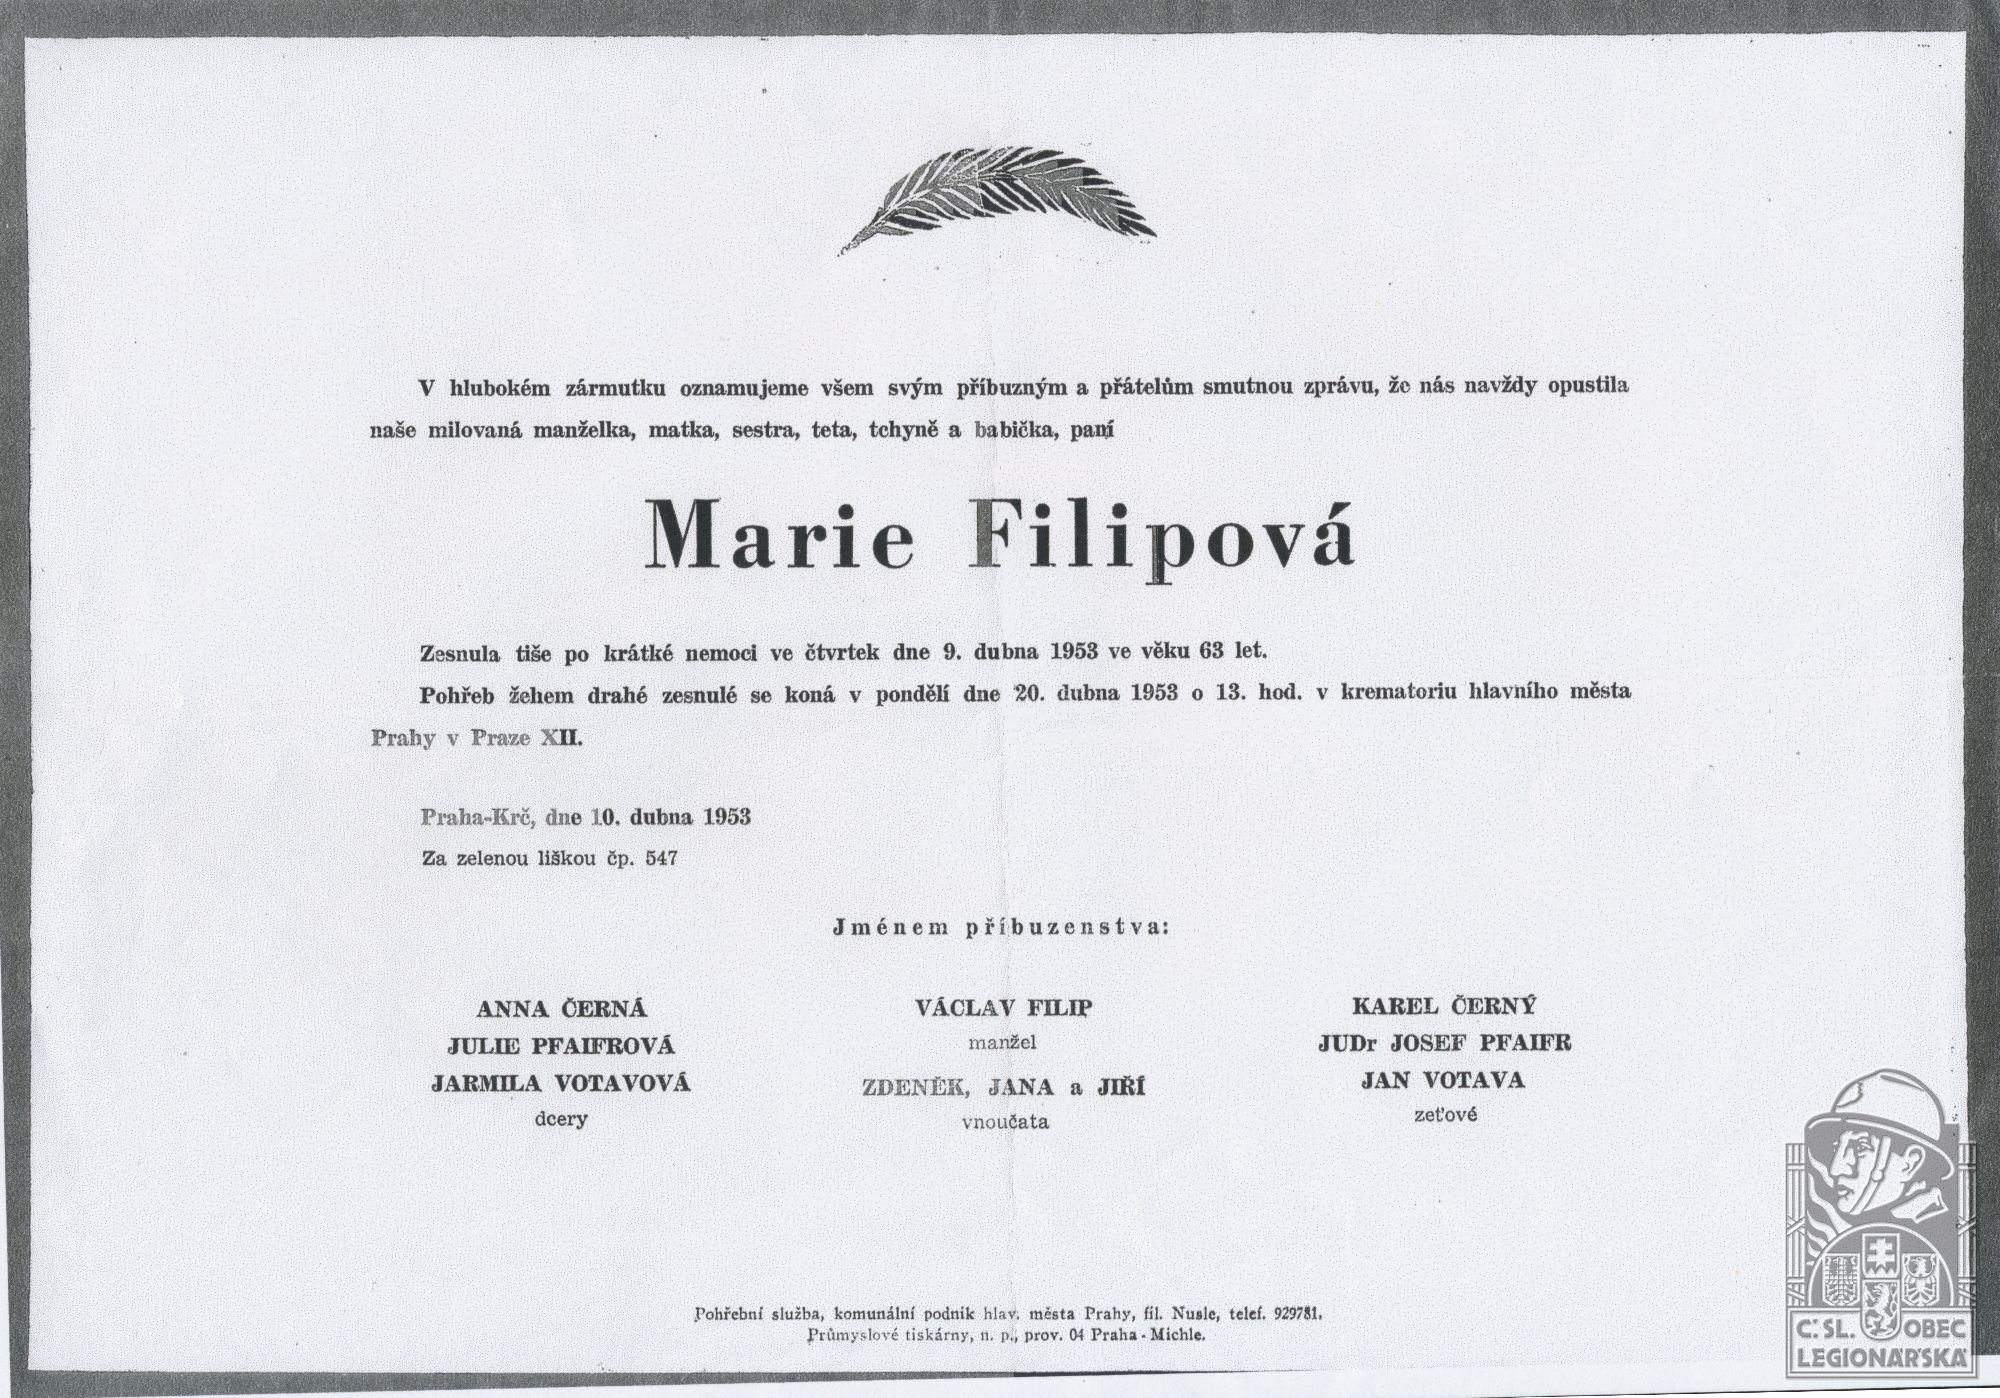 V hlubokém zármutku oznamujeme všem svým příbuzným a přátelům smutnou zprávu, že nás navždy opustila
naše milovaná manželka, matka, sestra, teta, tchyně a babička, paní
Marie Filipová
Zesnula tiše po krátké nemoci ve čtvrtek dne 9. dubna 1953 ve věku 63 let.
Pohřeb žehem drahé zesnulé se koná v pondělí dne 20. dubna 1953 o 13. hod. v krematoriu hlavního města
Prahy v Praze XII.
Praha-Krč, dne 10. dubna 1953
Za zelenou liškou čp. 547
Jménem příbuzenstva:
ANNA ČERNÁ
JULIE PFAIFROVÁ
JARMILA VOTAVOVÁ
dcery
VÁCLAV FILIP
manžel
ZDENĚK, JANA a JIŘÍ
vnoučata
KAREL ČERNÝ
JUDr JOSEF PFAIFR
JAN VOTAVA
zeťové
Pohřební služba, komunální podnik hlav. města Prahy, fil. Nusle, telef. 929781.
Průmyslové tiskárny, n. p., prov. 04 Praha - Michle.
Č. SL. OBEC
LEGIONÁŘSKÁ